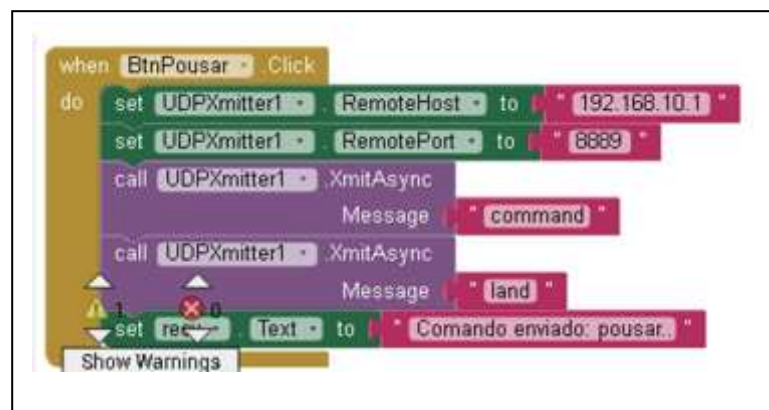 when BtnPousar .Click
do set UDPXmitter1 . RemoteHost to " 192.168.10.1 "
set UDPXmitter1 . RemotePort to " 8889 "
call UDPXmitter1 .XmitAsync
Message " command "
call UDPXmitter1 .XmitAsync
Message " land "
1 0
set . Text to " Comando enviado: pousar.. "
Show Warnings